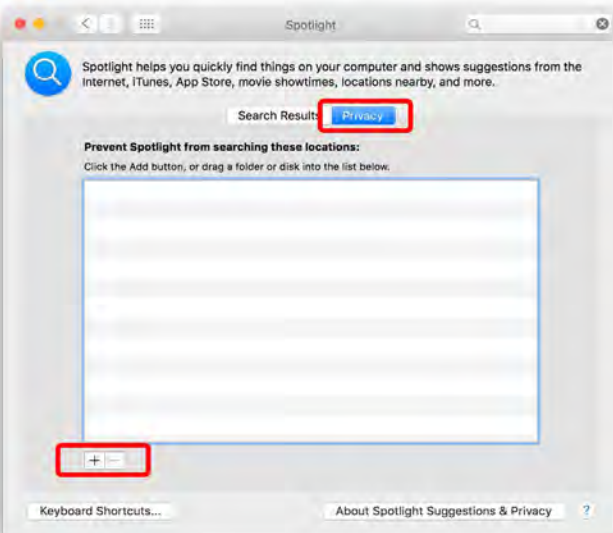 Spotlight
Spotlight helps you quickly find things on your computer and shows suggestions from the
Internet, iTunes, App Store, movie showtimes, locations nearby, and more.
Search Results Privacy
Prevent Spotlight from searching these locations:
Click the Add button, or drag a folder or disk into the list below.
+ −
Keyboard Shortcuts... About Spotlight Suggestions & Privacy ?